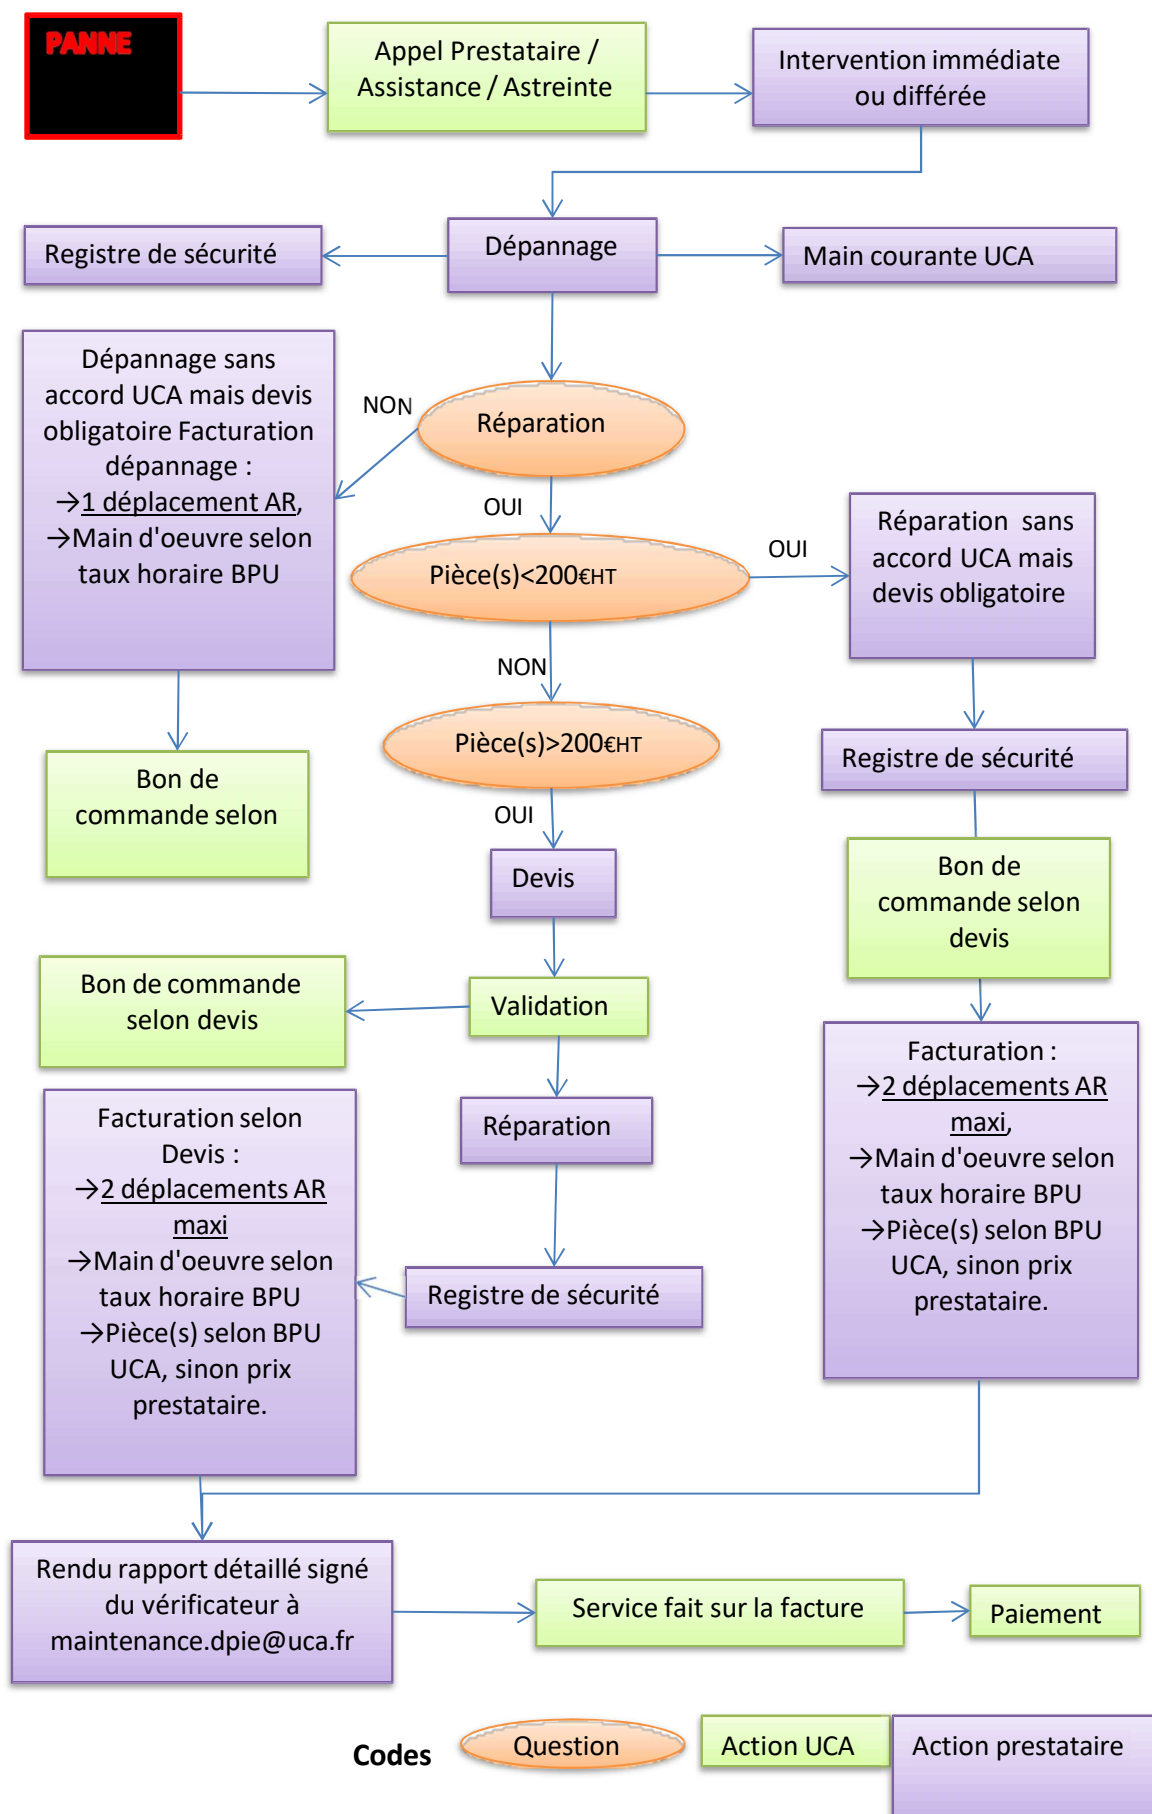 PANNE
Appel Prestataire /
Assistance / Astreinte
Intervention immédiate
ou différée
Registre de sécurité
Dépannage
Main courante UCA
Dépannage sans
accord UCA mais devis
obligatoire Facturation
dépannage :
→1 déplacement AR,
→Main d'oeuvre selon
taux horaire BPU
NON
Réparation
OUI
Pièce(s)<200€HT
OUI
Réparation sans
accord UCA mais
devis obligatoire
NON
Pièce(s)>200€HT
Registre de sécurité
Bon de
commande selon
OUI
Devis
Bon de
commande selon
devis
Bon de commande
selon devis
Validation
Facturation :
→2 déplacements AR
maxi,
→Main d'oeuvre selon
taux horaire BPU
→Pièce(s) selon BPU
UCA, sinon prix
prestataire.
Réparation
Facturation selon
Devis :
→2 déplacements AR
maxi
→Main d'oeuvre selon
taux horaire BPU
→Pièce(s) selon BPU
UCA, sinon prix
prestataire.
Registre de sécurité
Rendu rapport détaillé signé
du vérificateur à
maintenance.dpie@uca.fr
Service fait sur la facture
Paiement
Codes
Question
Action UCA
Action prestataire